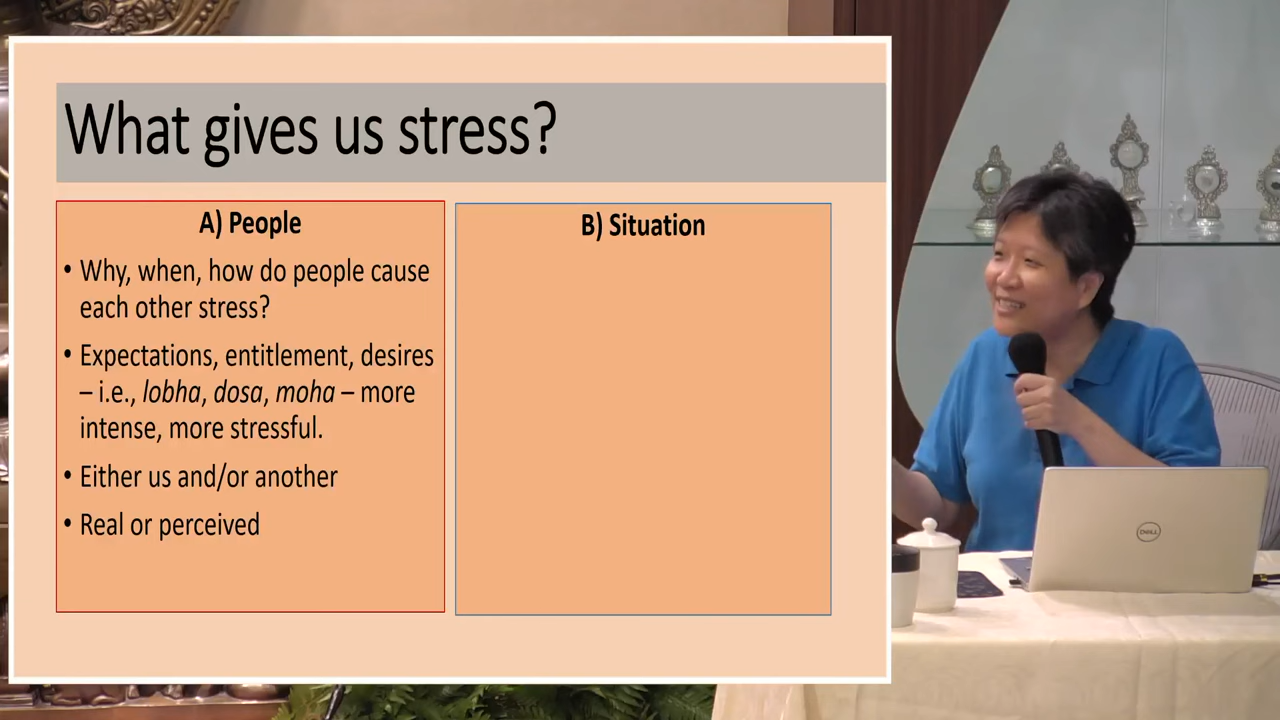 What gives us stress?
A) People
• Why, when, how do people cause
each other stress?
• Expectations, entitlement, desires
– i.e., lobha, dosa, moha – more
intense, more stressful.
• Either us and/or another
• Real or perceived
B) Situation
DELL